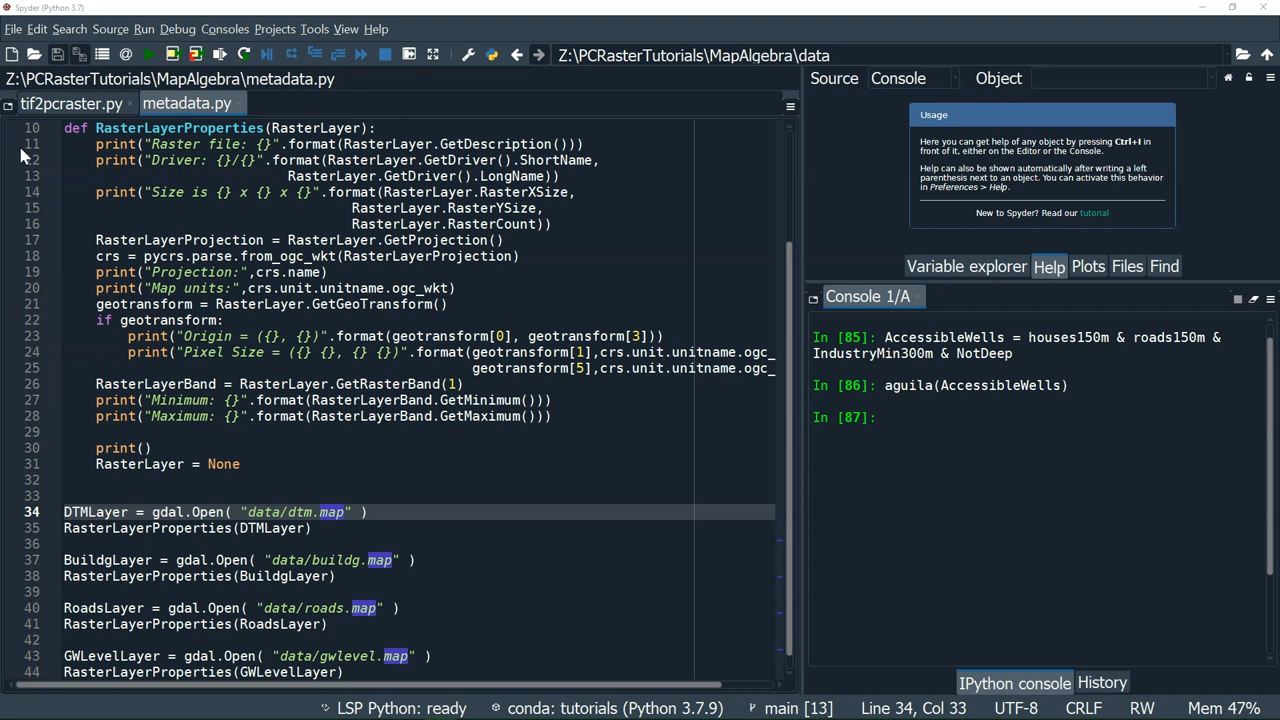 Spyder (Python 3.7)
File Edit Search Source Run Debug Consoles Projects Tools View Help
Z:\PCRasterTutorials\MapAlgebra\data
Z:\PCRasterTutorials\MapAlgebra\metadata.py
tif2pcraster.py
metadata.py
10 def RasterLayerProperties(RasterLayer):
11 print("Raster file: {}".format(RasterLayer.GetDescription()))
12 print("Driver: {}/{}".format(RasterLayer.GetDriver().ShortName,
13 RasterLayer.GetDriver().LongName))
14 print("Size is {} x {} x {}".format(RasterLayer.RasterXSize,
15 RasterLayer.RasterYSize,
16 RasterLayer.RasterCount))
17 RasterLayerProjection = RasterLayer.GetProjection()
18 crs = pycrs.parse.from_ogc_wkt(RasterLayerProjection)
19 print("Projection:",crs.name)
20 print("Map units:",crs.unit.unitname.ogc_wkt)
21 geotransform = RasterLayer.GetGeoTransform()
22 if geotransform:
23 print("Origin = ({}, {})".format(geotransform[0], geotransform[3]))
24 print("Pixel Size = ({} {}, {} {})".format(geotransform[1],crs.unit.unitname.ogc_
25 geotransform[5],crs.unit.unitname.ogc_
26 RasterLayerBand = RasterLayer.GetRasterBand(1)
27 print("Minimum: {}".format(RasterLayerBand.GetMinimum()))
28 print("Maximum: {}".format(RasterLayerBand.GetMaximum()))
29
30 print()
31 RasterLayer = None
32
33
34 DTMLayer = gdal.Open( "data/dtm.map" )
35 RasterLayerProperties(DTMLayer)
36
37 BuildgLayer = gdal.Open( "data/buildg.map" )
38 RasterLayerProperties(BuildgLayer)
39
40 RoadsLayer = gdal.Open( "data/roads.map" )
41 RasterLayerProperties(RoadsLayer)
42
43 GWLevelLayer = gdal.Open( "data/gwlevel.map" )
44 RasterLayerProperties(GWLevelLayer)
Source Console Object
Usage
Here you can get help of any object by pressing Ctrl+I in
front of it, either on the Editor or the Console.
Help can also be shown automatically after writing a left
parenthesis next to an object. You can activate this behavior
in Preferences > Help.
New to Spyder? Read our tutorial
Variable explorer Help Plots Files Find
Console 1/A
In [85]: AccessibleWells = houses150m & roads150m &
IndustryMin300m & NotDeep
In [86]: aguila(AccessibleWells)
In [87]:
IPython console History
LSP Python: ready conda: tutorials (Python 3.7.9) main [13] Line 34, Col 33 UTF-8 CRLF RW Mem 47%